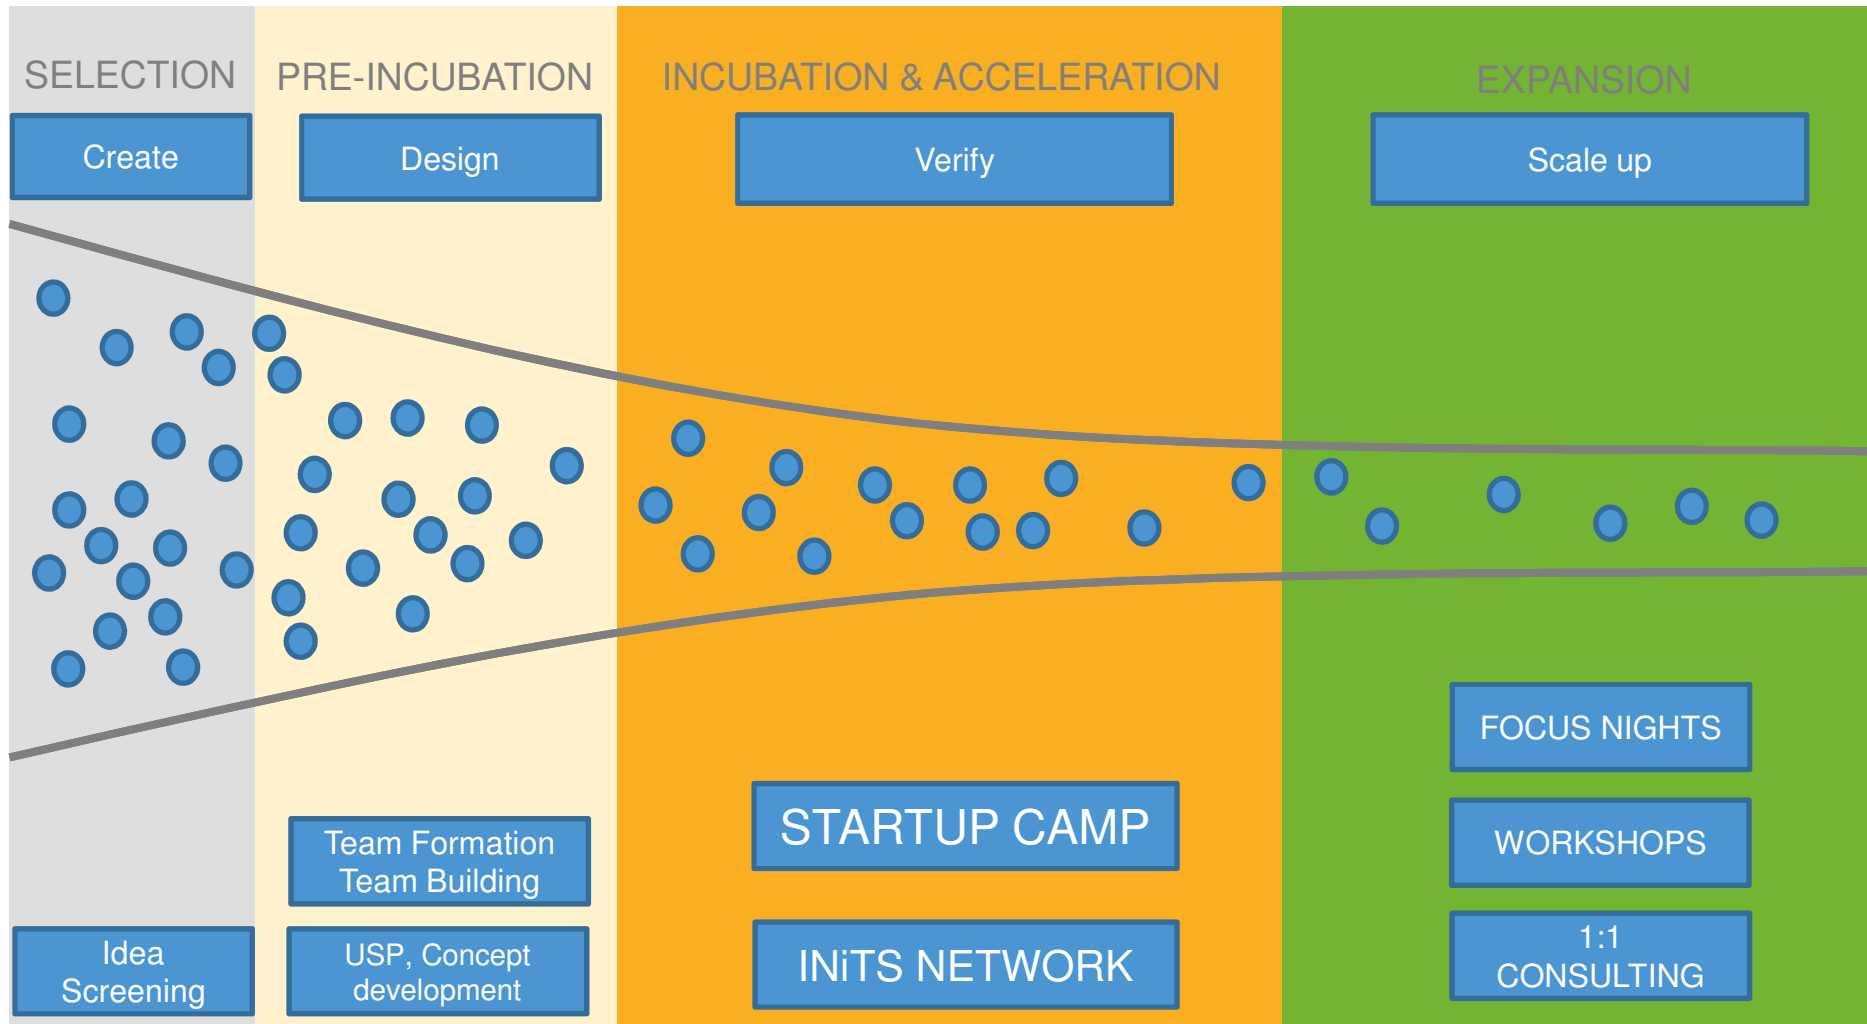 SELECTION
PRE-INCUBATION
INCUBATION & ACCELERATION
EXPANSION
Create
Design
Verify
Scale up
FOCUS NIGHTS
Team Formation
Team Building
STARTUP CAMP
WORKSHOPS
Idea
Screening
USP, Concept
development
INiTS NETWORK
1:1
CONSULTING